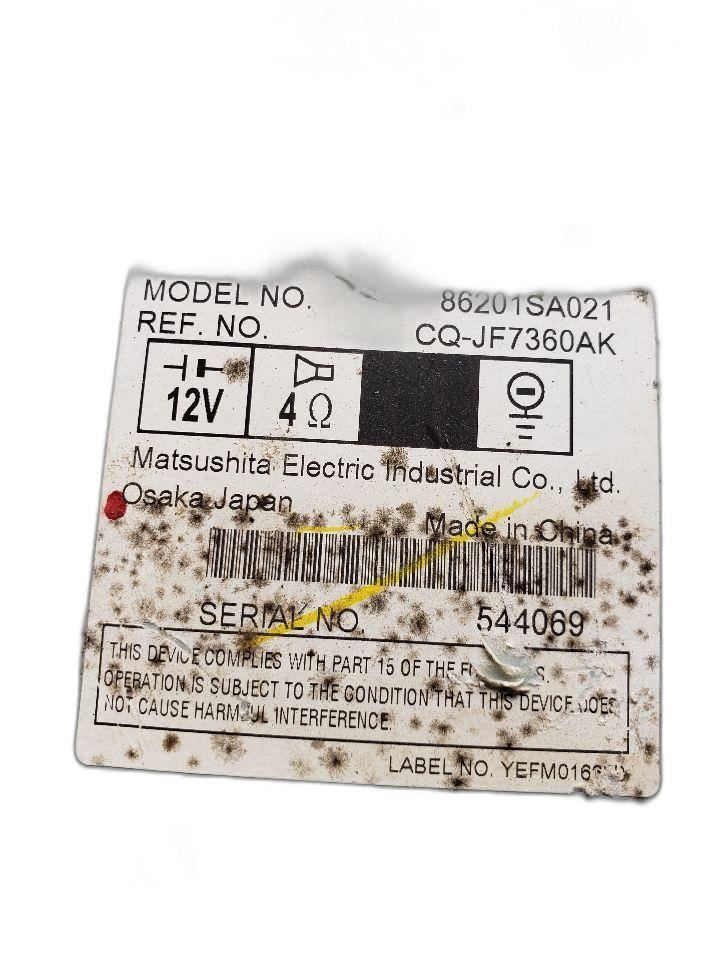 MODEL NO. 86201SA021
REF. NO. CQ-JF7360AK
12V 4 Ω
Matsushita Electric Industrial Co., Ltd.
Osaka Japan
Made in China
SERIAL NO. 544069
THIS DEVICE COMPLIES WITH PART 15 OF THE
OPERATION IS SUBJECT TO THE CONDITION THAT THIS DEVICE DOES
NOT CAUSE HARMFUL INTERFERENCE.
LABEL NO.